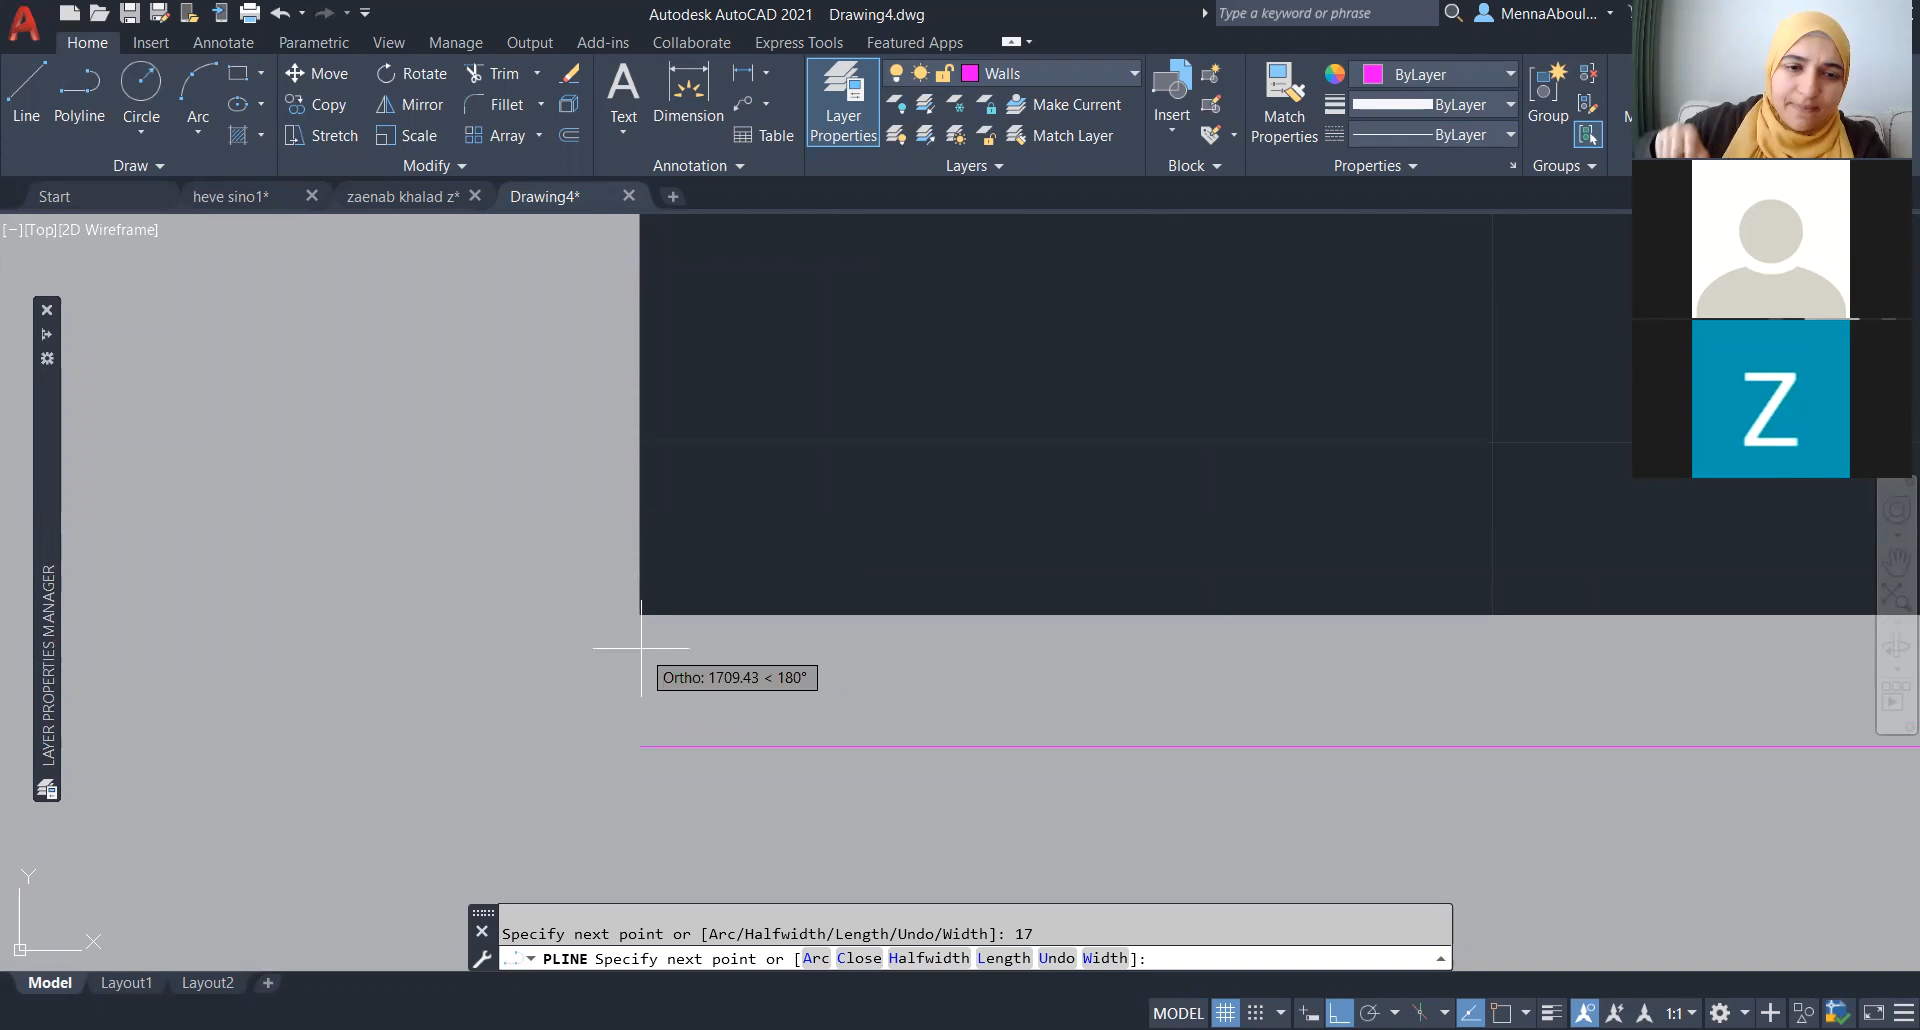 Autodesk AutoCAD 2021 Drawing4.dwg
Type a keyword or phrase
MennaAboul...
Home Insert Annotate Parametric View Manage Output Add-ins Collaborate Express Tools Featured Apps
Line Polyline Circle Arc
Draw
Move Rotate Trim
Copy Mirror Fillet
Stretch Scale Array
Modify
Text Dimension Table
Annotation
Layer Properties
Walls
Make Current
Match Layer
Layers
Insert
Block
Match Properties
ByLayer
ByLayer
ByLayer
Properties
Group
Groups
M
Start heve sino1* zaenab khalad z* Drawing4*
[−][Top][2D Wireframe]
Z
LAYER PROPERTIES MANAGER
Ortho: 1709.43 < 180°
Y
X
Specify next point or [Arc/Halfwidth/Length/Undo/Width]: 17
PLINE Specify next point or [Arc Close Halfwidth Length Undo Width]:
Model Layout1 Layout2
MODEL 1:1